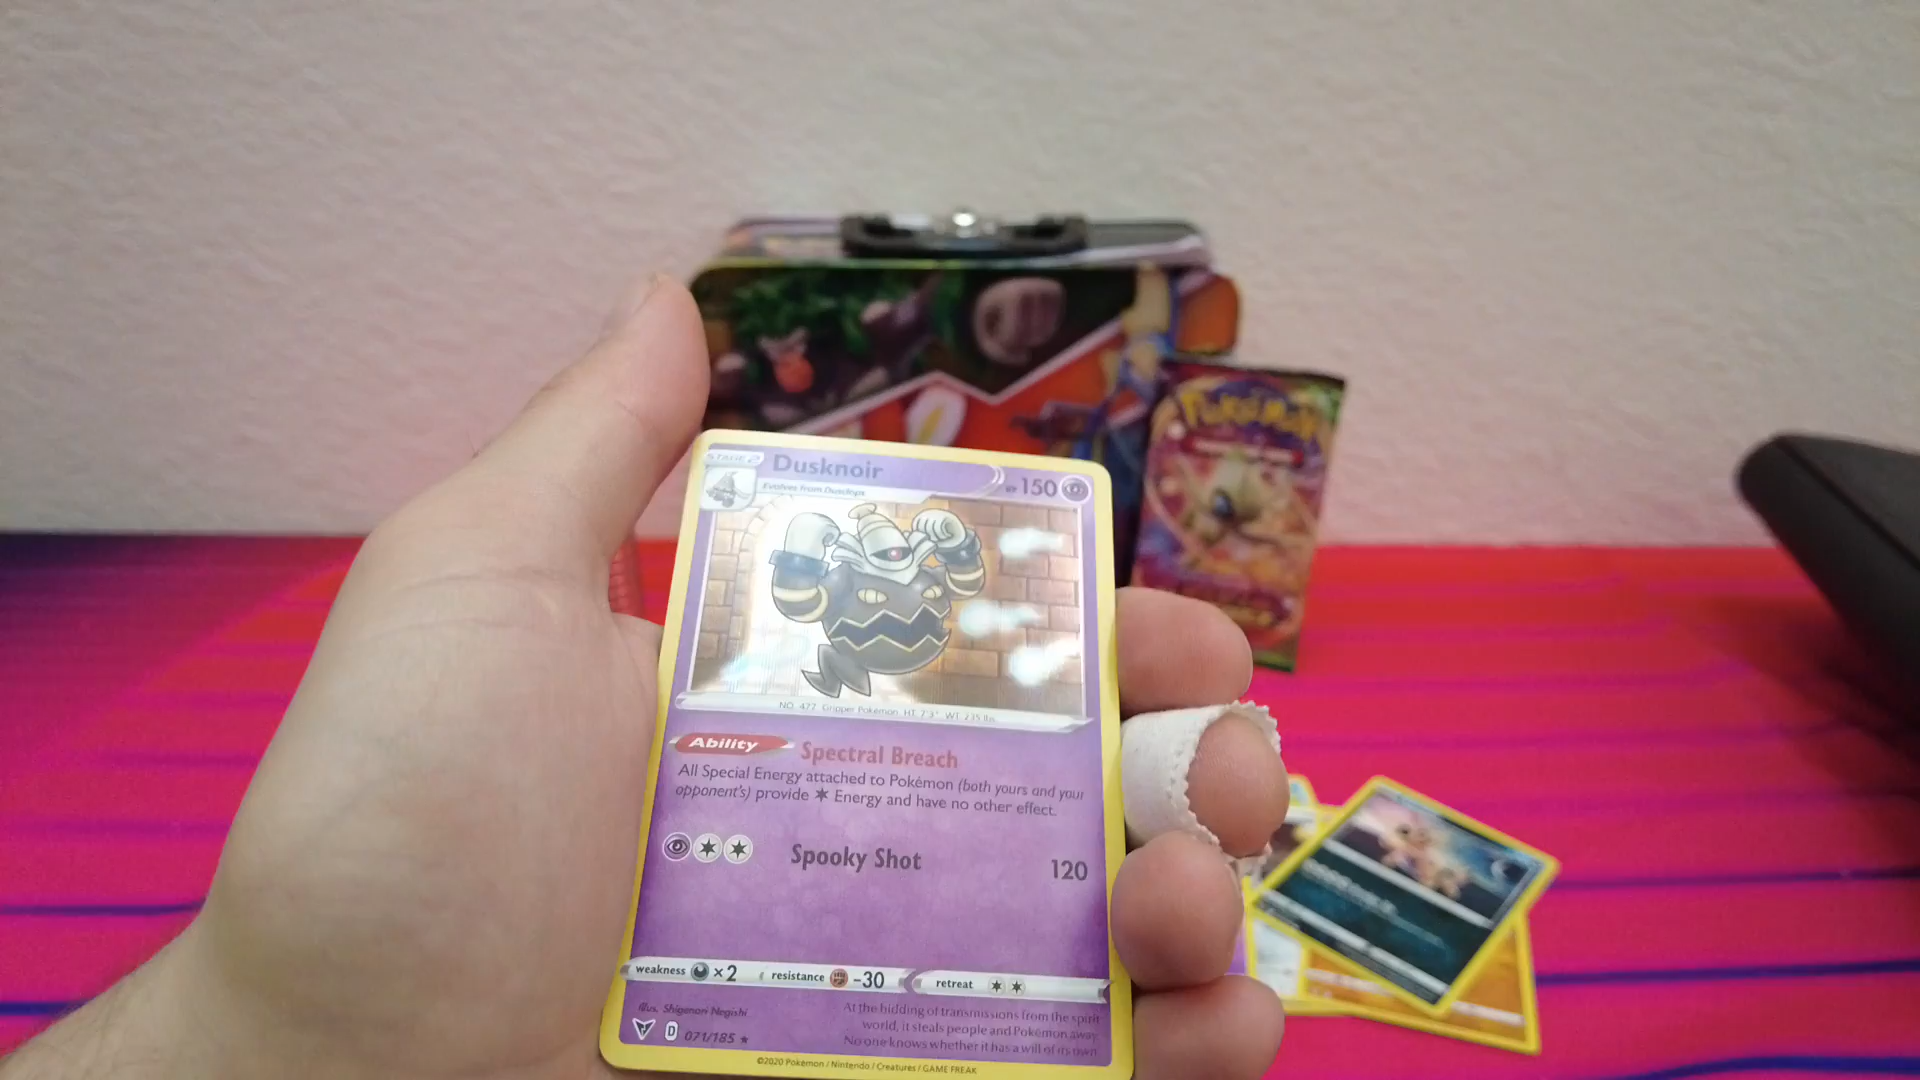 Pokémon
STAGE 2
Dusknoir
HP 150
Evolves from Dusclops
NO. 477 Gripper Pokémon HT: 7'3" WT: 235 lbs.
Ability Spectral Breach
All Special Energy attached to Pokémon (both yours and your
opponent's) provide Energy and have no other effect.
Spooky Shot 120
weakness ×2 resistance -30 retreat
Illus. Shigenori Negishi
D 071/185 ★
At the bidding of transmissions from the spirit
world, it steals people and Pokémon away.
No one knows whether it has a will of its own.
©2020 Pokémon / Nintendo / Creatures / GAME FREAK